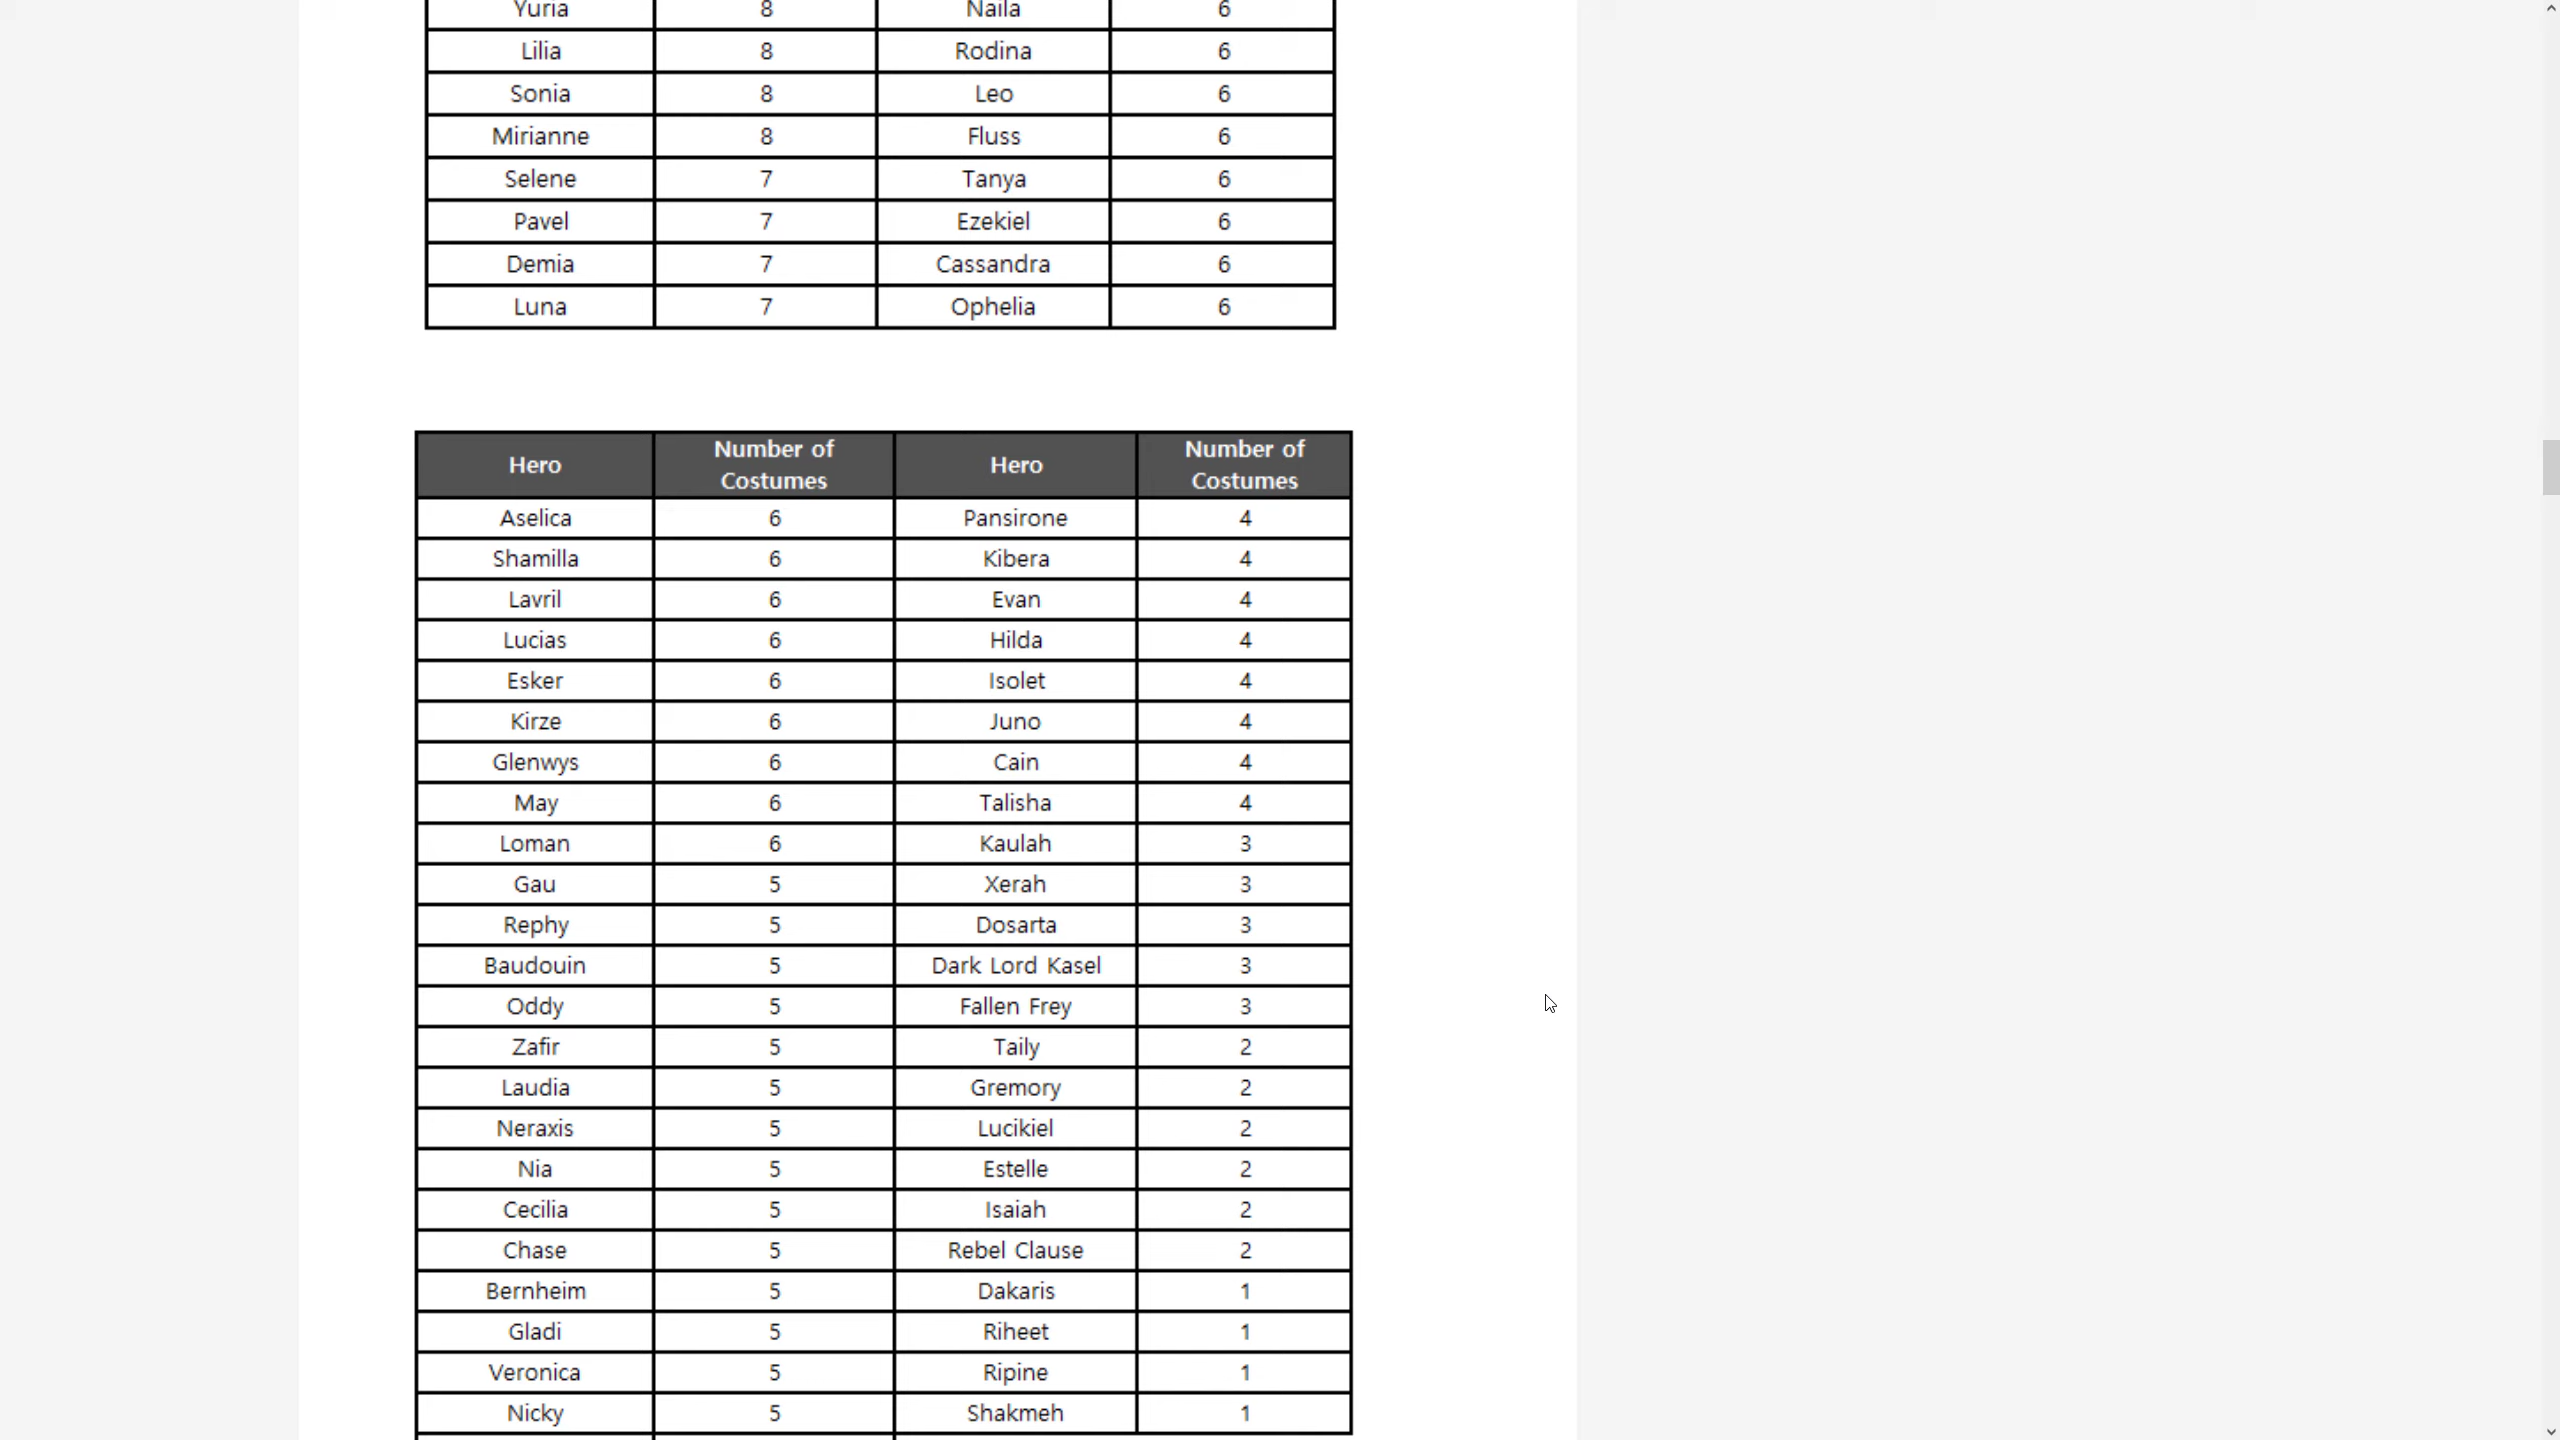 Yuria 8 Naila 6
Lilia 8 Rodina 6
Sonia 8 Leo 6
Mirianne 8 Fluss 6
Selene 7 Tanya 6
Pavel 7 Ezekiel 6
Demia 7 Cassandra 6
Luna 7 Ophelia 6
Hero Number of Costumes Hero Number of Costumes
Aselica 6 Pansirone 4
Shamilla 6 Kibera 4
Lavril 6 Evan 4
Lucias 6 Hilda 4
Esker 6 Isolet 4
Kirze 6 Juno 4
Glenwys 6 Cain 4
May 6 Talisha 4
Loman 6 Kaulah 3
Gau 5 Xerah 3
Rephy 5 Dosarta 3
Baudouin 5 Dark Lord Kasel 3
Oddy 5 Fallen Frey 3
Zafir 5 Taily 2
Laudia 5 Gremory 2
Neraxis 5 Lucikiel 2
Nia 5 Estelle 2
Cecilia 5 Isaiah 2
Chase 5 Rebel Clause 2
Bernheim 5 Dakaris 1
Gladi 5 Riheet 1
Veronica 5 Ripine 1
Nicky 5 Shakmeh 1